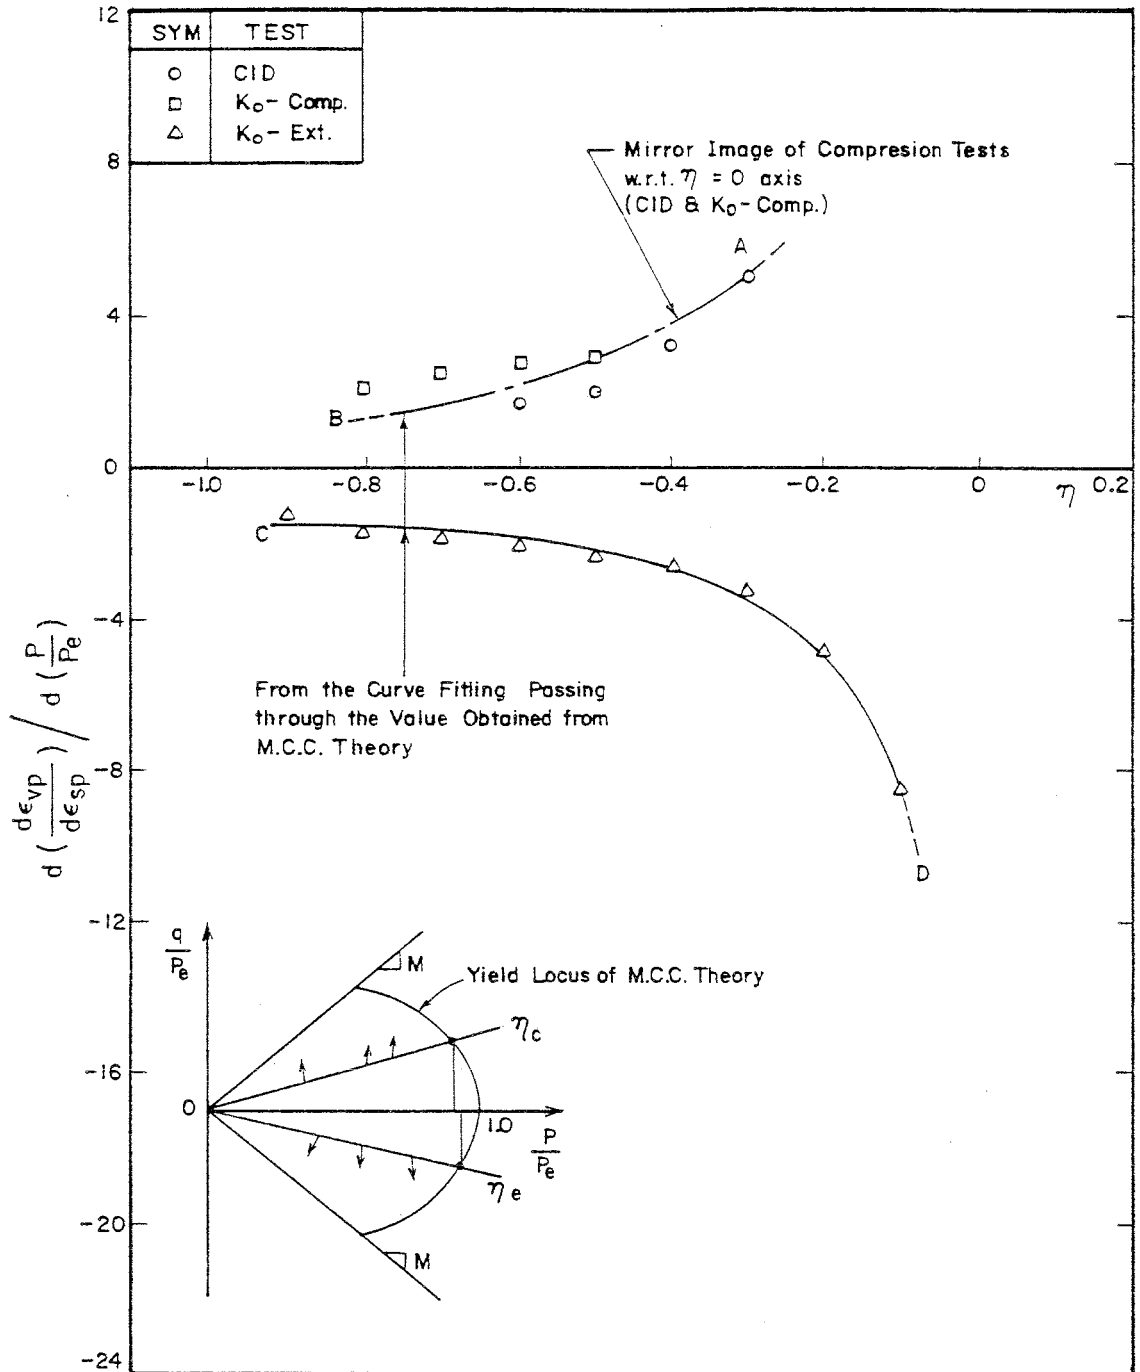 SYM TEST
CID
K₀- Comp.
K₀- Ext.
Mirror Image of Compresion Tests
w.r.t. η = 0 axis
(CID & K₀-Comp.)
12
8
4
0
-4
-8
-12
-16
-20
-24
A
B
-1.0 -0.8 -0.6 -0.4 -0.2 0 η 0.2
C
D
d (dεvp / dεsp) / d (P / Pe)
From the Curve Fitting Passing
through the Value Obtained from
M.C.C. Theory
q / Pe
M
Yield Locus of M.C.C. Theory
ηc
0
1.0
P / Pe
ηe
M